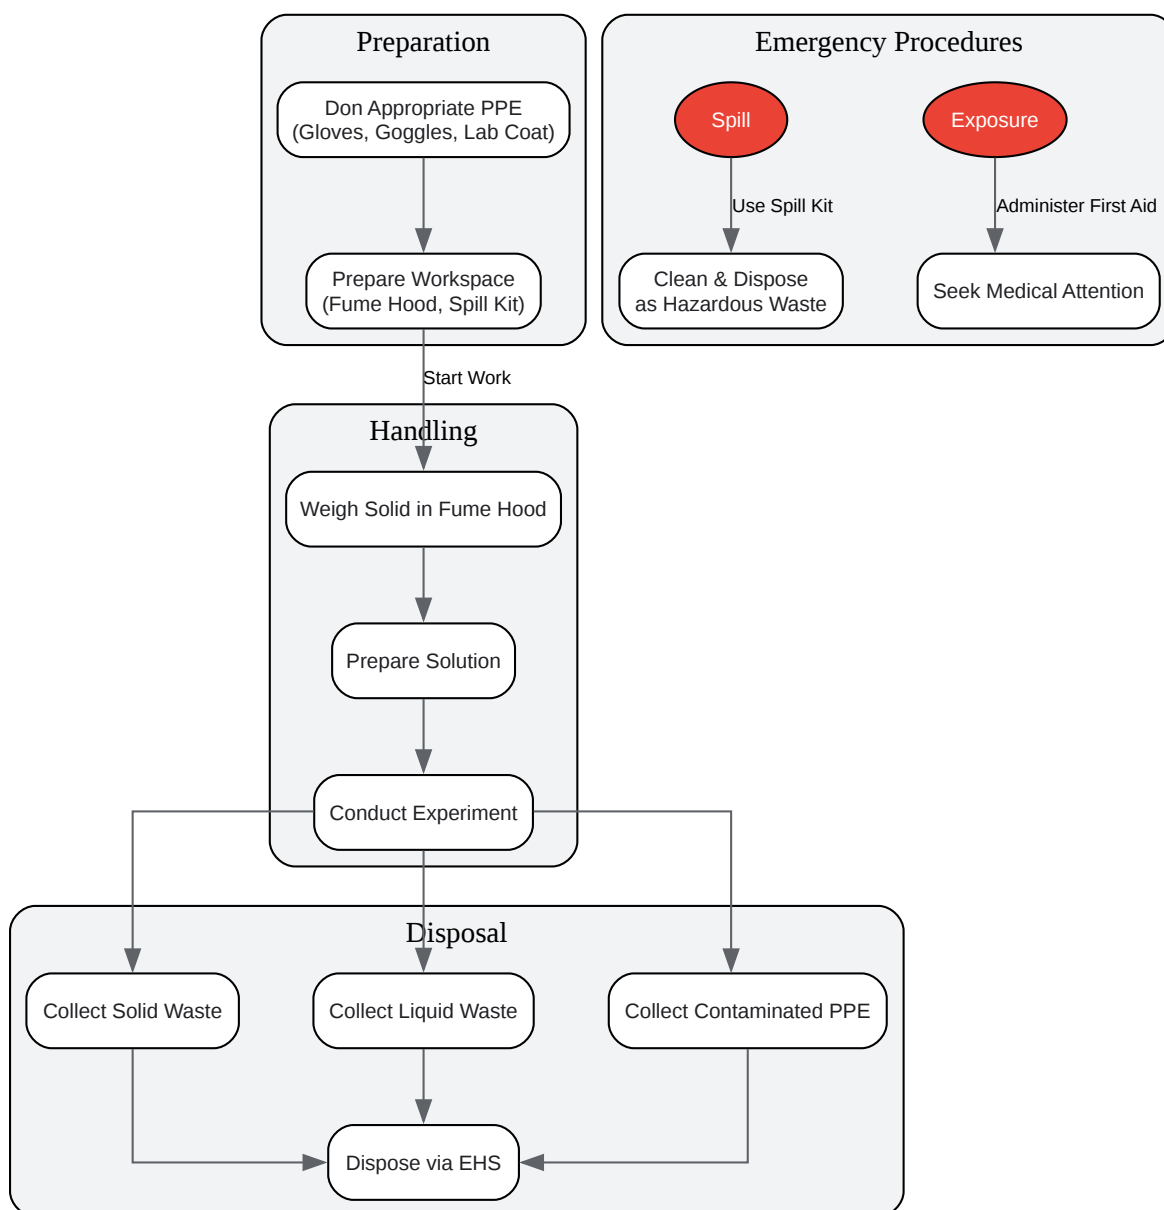 Preparation
Don Appropriate PPE
(Gloves, Goggles, Lab Coat)
Prepare Workspace
(Fume Hood, Spill Kit)
Emergency Procedures
Spill
Exposure
Use Spill Kit
Administer First Aid
Clean & Dispose
as Hazardous Waste
Seek Medical Attention
Start Work
Handling
Weigh Solid in Fume Hood
Prepare Solution
Conduct Experiment
Disposal
Collect Solid Waste
Collect Liquid Waste
Collect Contaminated PPE
Dispose via EHS